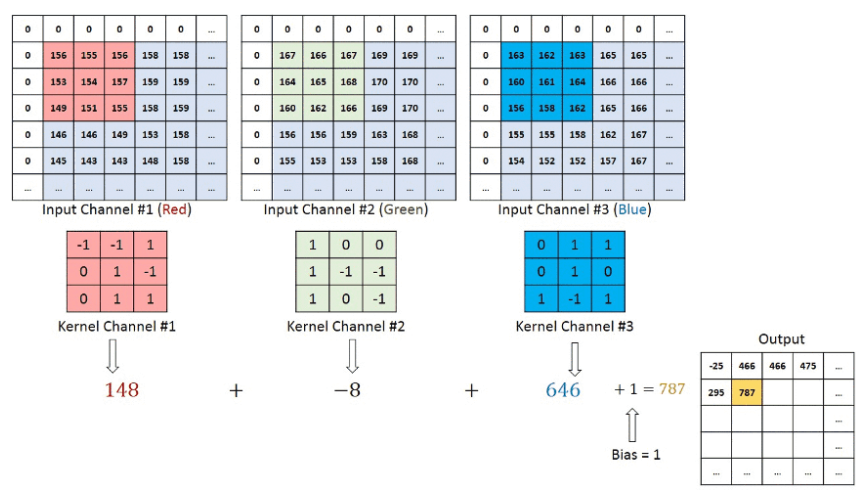 0 0 0 0 0 0 ...
0 156 155 156 158 158 ...
0 153 154 157 159 159 ...
0 149 151 155 158 159 ...
0 146 146 149 153 158 ...
0 145 143 143 148 158 ...
... ... ... ... ... ... ...
Input Channel #1 (Red)
0 0 0 0 0 0 ...
0 167 166 167 169 169 ...
0 164 165 168 170 170 ...
0 160 162 166 169 170 ...
0 156 156 159 163 168 ...
0 155 153 153 158 168 ...
... ... ... ... ... ... ...
Input Channel #2 (Green)
0 0 0 0 0 0 ...
0 163 162 163 165 165 ...
0 160 161 164 166 166 ...
0 156 158 162 165 166 ...
0 155 155 158 162 167 ...
0 154 152 152 157 167 ...
... ... ... ... ... ... ...
Input Channel #3 (Blue)
-1 -1 1
0 1 -1
0 1 1
Kernel Channel #1
1 0 0
1 -1 -1
1 0 -1
Kernel Channel #2
0 1 1
0 1 0
1 -1 1
Kernel Channel #3
148 + −8 + 646 + 1 = 787
Bias = 1
Output
-25 466 466 475 ...
295 787 ...
...
...
... ... ... ... ...